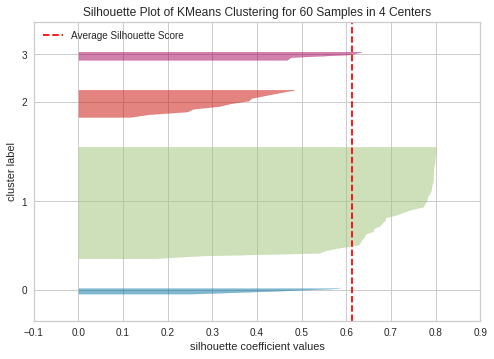 Silhouette Plot of KMeans Clustering for 60 Samples in 4 Centers
Average Silhouette Score
3
2
1
0
cluster label
-0.1 0.0 0.1 0.2 0.3 0.4 0.5 0.6 0.7 0.8 0.9
silhouette coefficient values